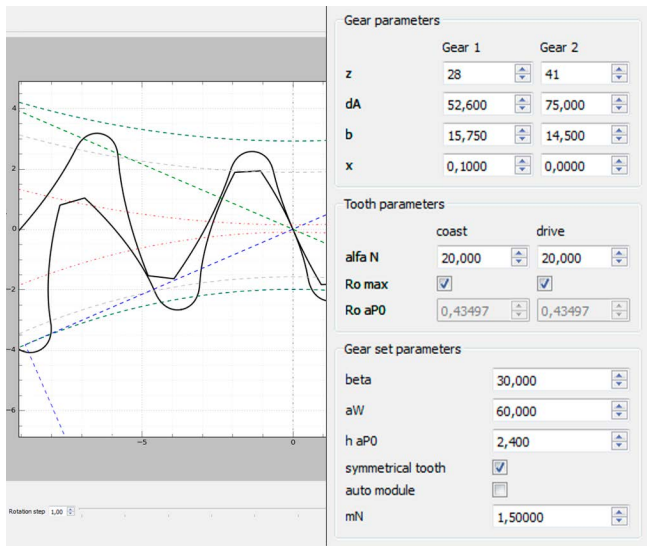 4
2
0
−2
−4
−6
−5
0
Rotation step 1,00
Gear parameters
Gear 1 Gear 2
z 28 41
dA 52,600 75,000
b 15,750 14,500
x 0,1000 0,0000
Tooth parameters
coast drive
alfa N 20,000 20,000
Ro max
Ro aP0 0,43497 0,43497
Gear set parameters
beta 30,000
aW 60,000
h aP0 2,400
symmetrical tooth
auto module
mN 1,50000